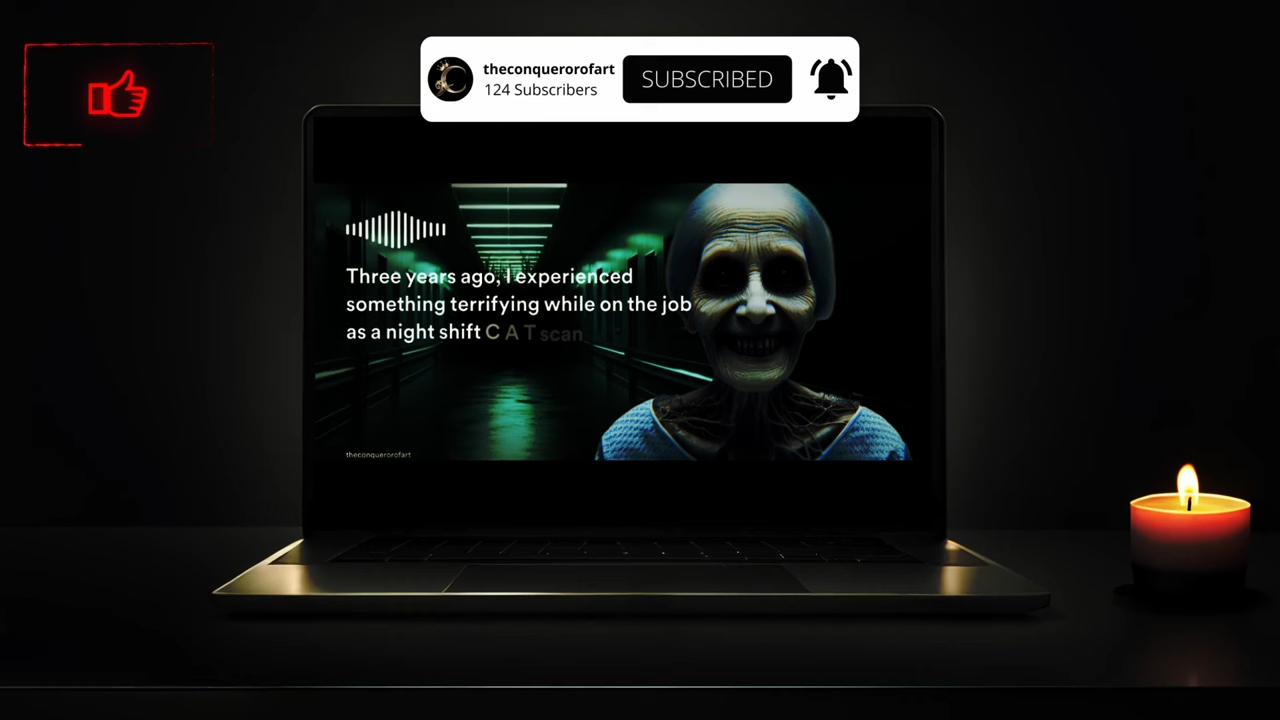 theconquerorofart
124 Subscribers
SUBSCRIBED
Three years ago, I experienced
something terrifying while on the job
as a night shift C A T scan
theconquerorofart